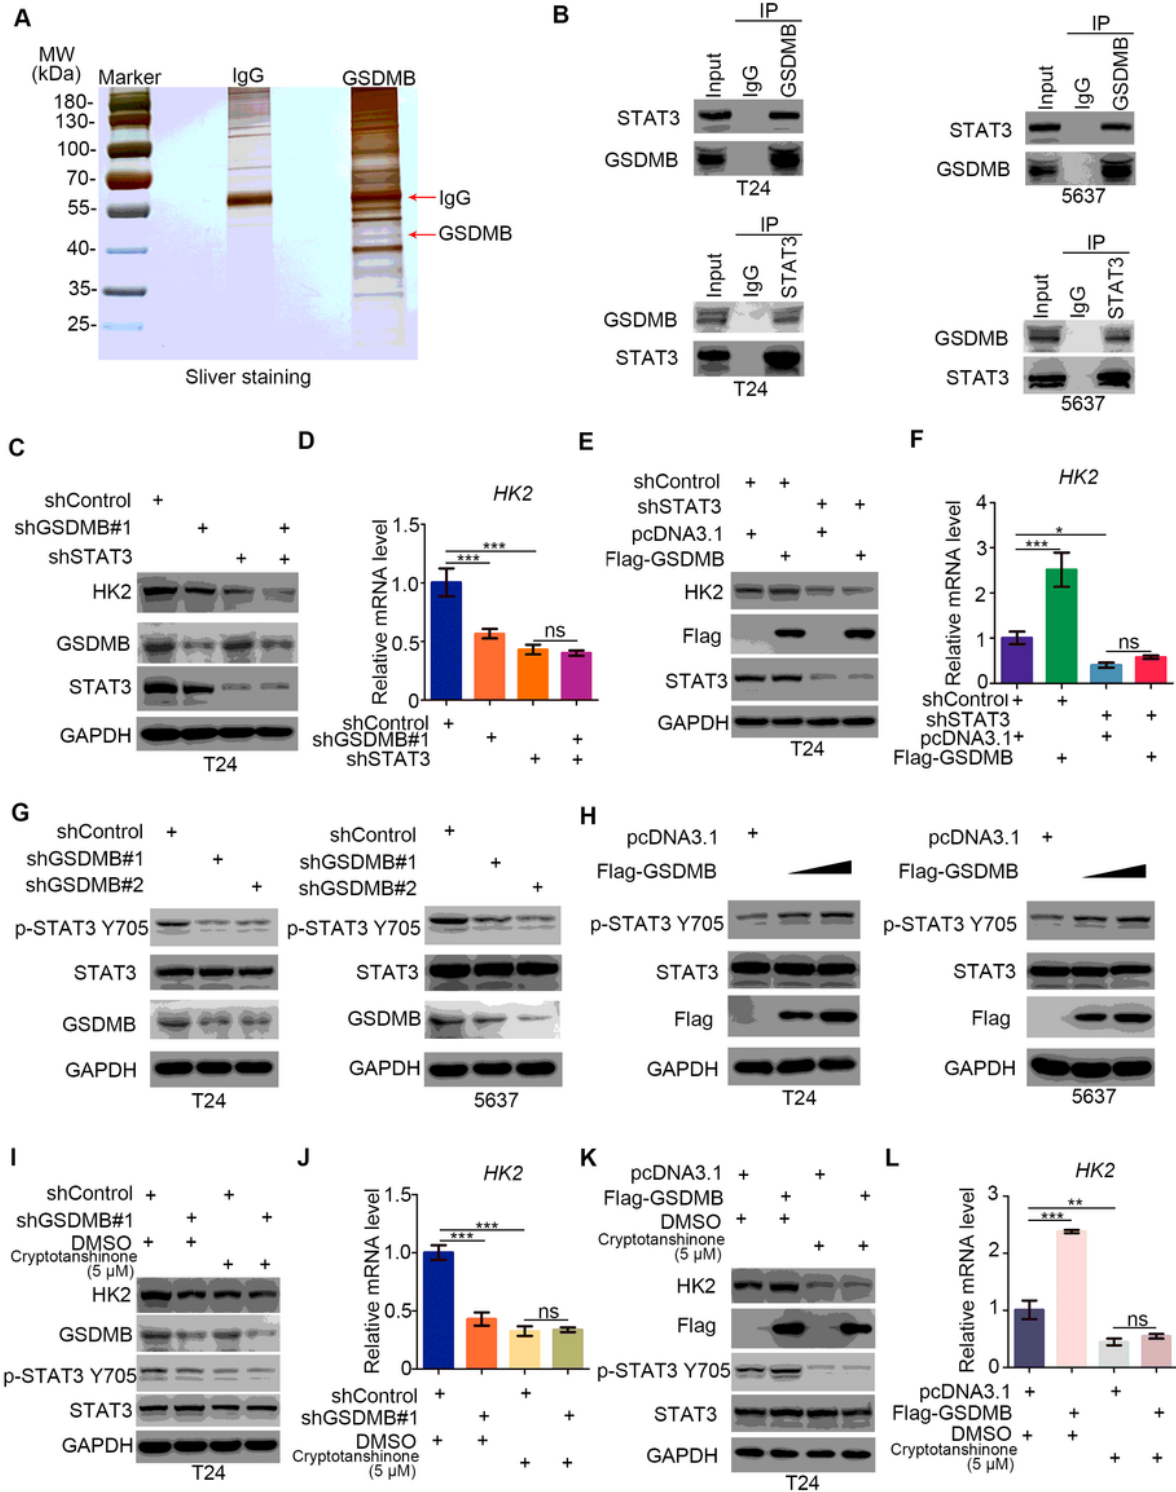 A
MW
(kDa)
Marker
IgG
GSDMB
180-
130-
100-
70-
55-
40-
35-
25-
IgG
GSDMB
Sliver staining
B
IP
Input
IgG
GSDMB
STAT3
GSDMB
T24
IP
Input
IgG
GSDMB
STAT3
GSDMB
5637
IP
Input
IgG
STAT3
GSDMB
STAT3
T24
IP
Input
IgG
STAT3
GSDMB
STAT3
5637
C
shControl + 
shGSDMB#1 + +
shSTAT3 + +
HK2
GSDMB
STAT3
GAPDH
T24
D
HK2
Relative mRNA level
1.5
1.0
0.5
0
***
***
ns
shControl +
shGSDMB#1 + +
shSTAT3 + +
E
shControl + +
shSTAT3 + +
pcDNA3.1 + +
Flag-GSDMB + +
HK2
Flag
STAT3
GAPDH
T24
F
HK2
Relative mRNA level
4
3
2
1
0
*
***
ns
shControl + +
shSTAT3 + +
pcDNA3.1 + +
Flag-GSDMB + +
G
shControl +
shGSDMB#1 +
shGSDMB#2 +
p-STAT3 Y705
STAT3
GSDMB
GAPDH
T24
shControl +
shGSDMB#1 +
shGSDMB#2 +
p-STAT3 Y705
STAT3
GSDMB
GAPDH
5637
H
pcDNA3.1 +
Flag-GSDMB
p-STAT3 Y705
STAT3
Flag
GAPDH
T24
pcDNA3.1 +
Flag-GSDMB
p-STAT3 Y705
STAT3
Flag
GAPDH
5637
I
shControl + +
shGSDMB#1 + +
DMSO + +
Cryptotanshinone
(5 μM) + +
HK2
GSDMB
p-STAT3 Y705
STAT3
GAPDH
T24
J
HK2
Relative mRNA level
1.5
1.0
0.5
0
***
***
ns
shControl + +
shGSDMB#1 + +
DMSO + +
Cryptotanshinone
(5 μM) + +
K
pcDNA3.1 + +
Flag-GSDMB + +
DMSO + +
Cryptotanshinone
(5 μM) + +
HK2
Flag
p-STAT3 Y705
STAT3
GAPDH
T24
L
HK2
Relative mRNA level
3
2
1
0
**
***
ns
pcDNA3.1 + +
Flag-GSDMB + +
DMSO + +
Cryptotanshinone
(5 μM) + +